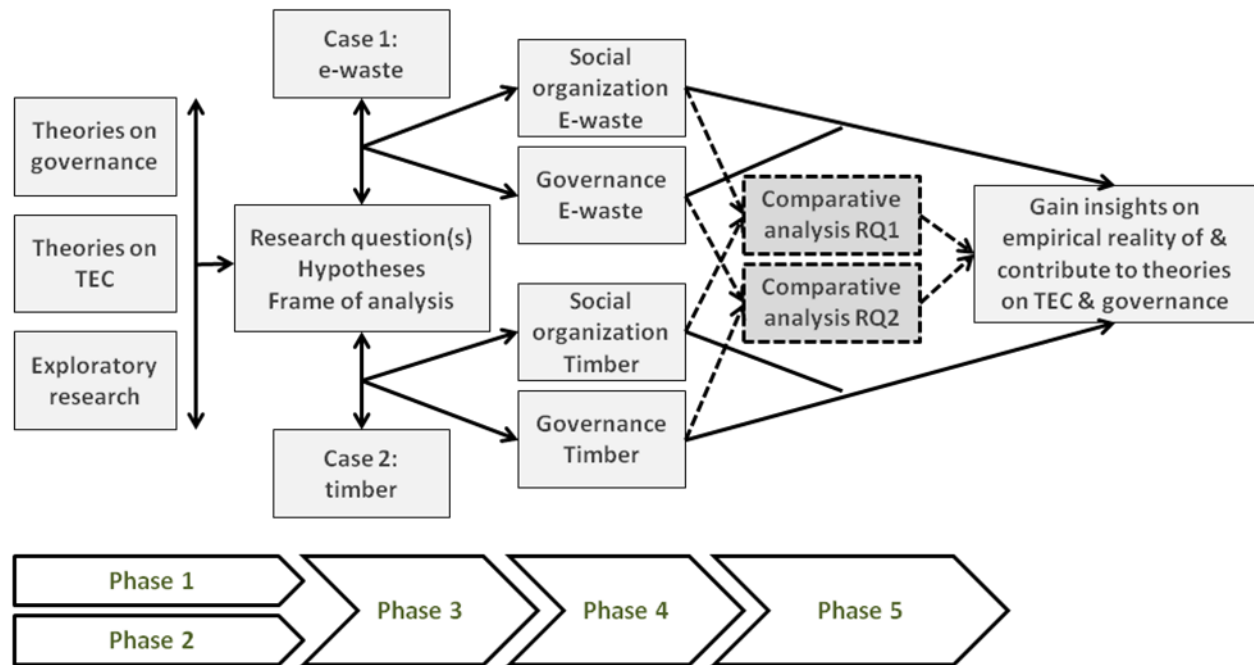 Theories on
governance
Theories on
TEC
Exploratory
research
Case 1:
e-waste
Research question(s)
Hypotheses
Frame of analysis
Case 2:
timber
Social
organization
E-waste
Governance
E-waste
Social
organization
Timber
Governance
Timber
Comparative
analysis RQ1
Comparative
analysis RQ2
Gain insights on
empirical reality of &
contribute to theories
on TEC & governance
Phase 1
Phase 2
Phase 3
Phase 4
Phase 5